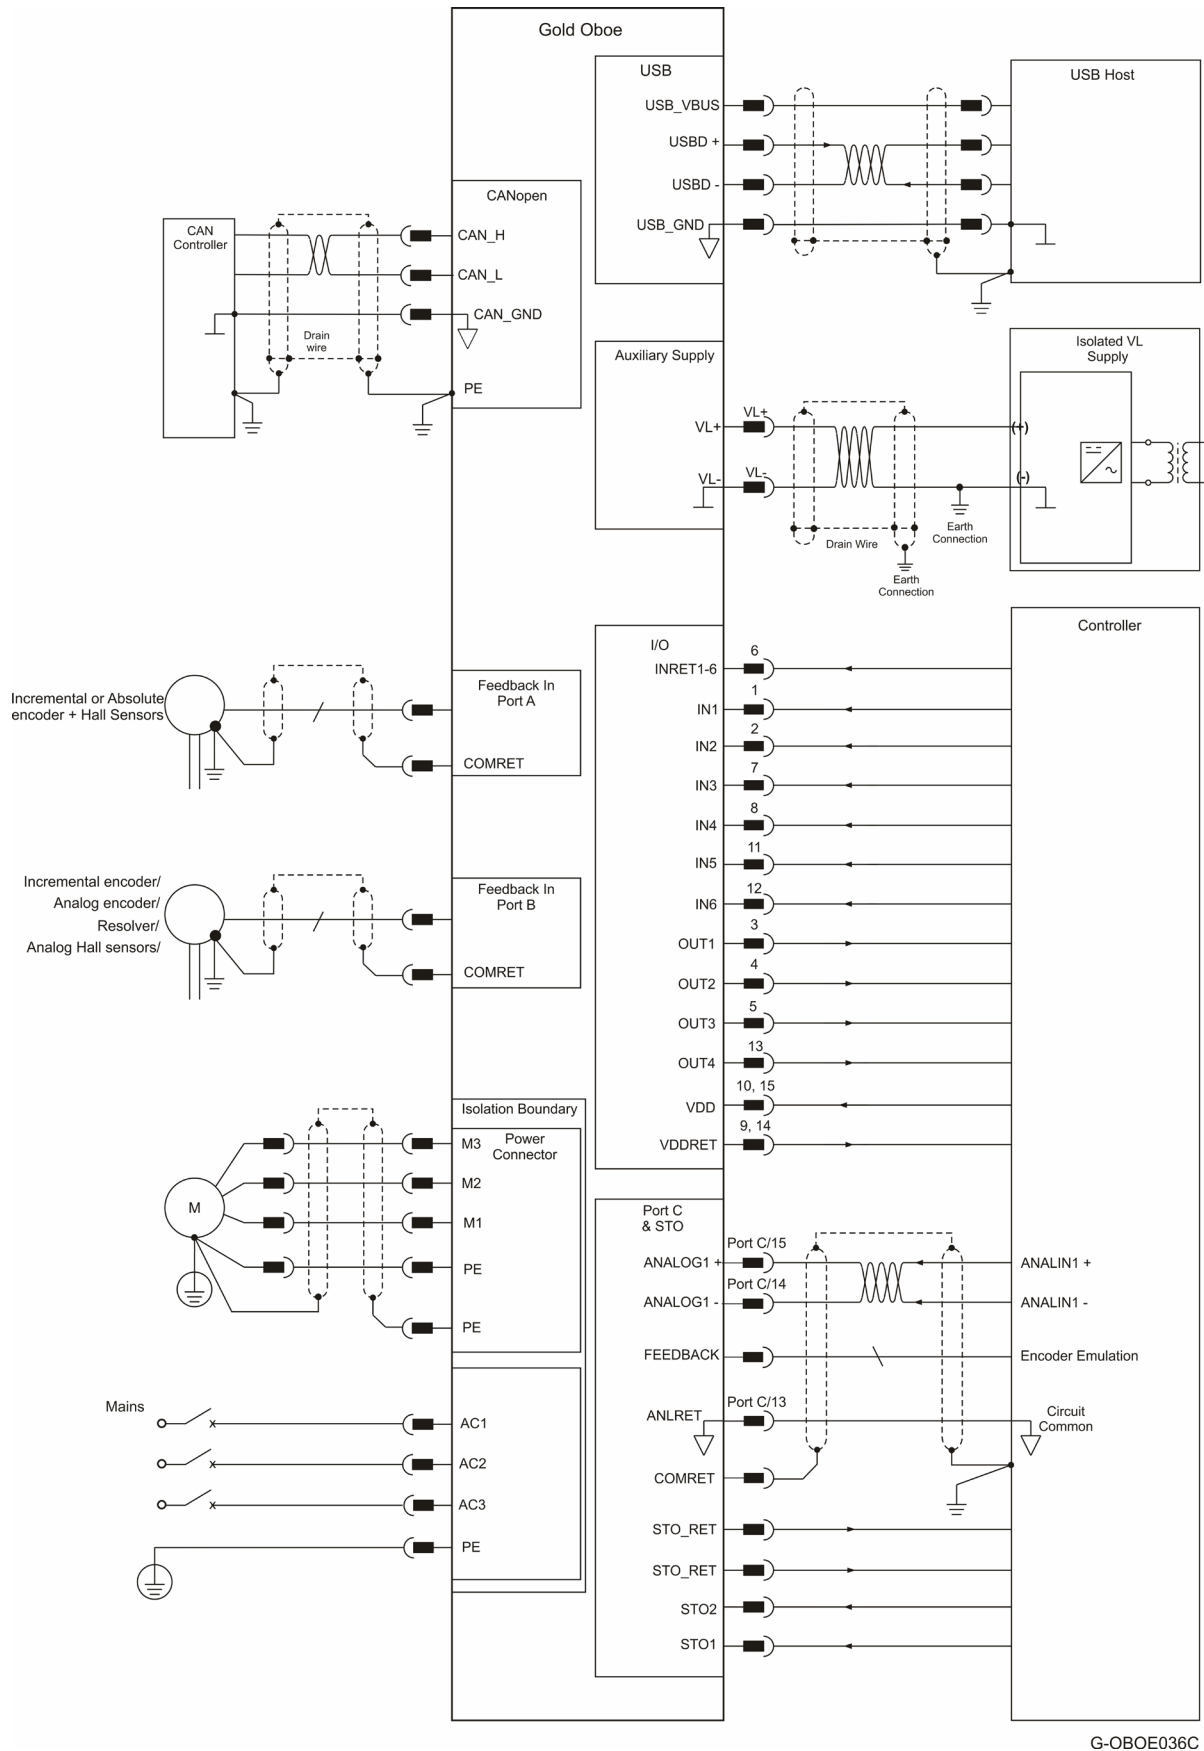 Gold Oboe
USB
USB_VBUS
USBD +
USBD -
USB_GND
USB Host
CANopen
CAN
Controller
CAN_H
CAN_L
CAN_GND
Drain
wire
PE
Auxiliary Supply
VL+
VL+
VL-
VL-
Drain Wire
Earth
Connection
Earth
Connection
Isolated VL
Supply
(+)
(-)
~
I/O
Controller
INRET1-6
6
IN1
1
IN2
2
IN3
7
IN4
8
IN5
11
IN6
12
OUT1
3
OUT2
4
OUT3
5
OUT4
13
VDD
10, 15
VDDRET
9, 14
Incremental or Absolute
encoder + Hall Sensors
Feedback In
Port A
COMRET
Incremental encoder/
Analog encoder/
Resolver/
Analog Hall sensors/
Feedback In
Port B
COMRET
Isolation Boundary
Power
Connector
M
M3
M2
M1
PE
PE
Mains
AC1
AC2
AC3
PE
Port C
& STO
ANALOG1 +
Port C/15
ANALIN1 +
ANALOG1 -
Port C/14
ANALIN1 -
FEEDBACK
Encoder Emulation
ANLRET
Port C/13
Circuit
Common
COMRET
STO_RET
STO_RET
STO2
STO1
G-OBOE036C